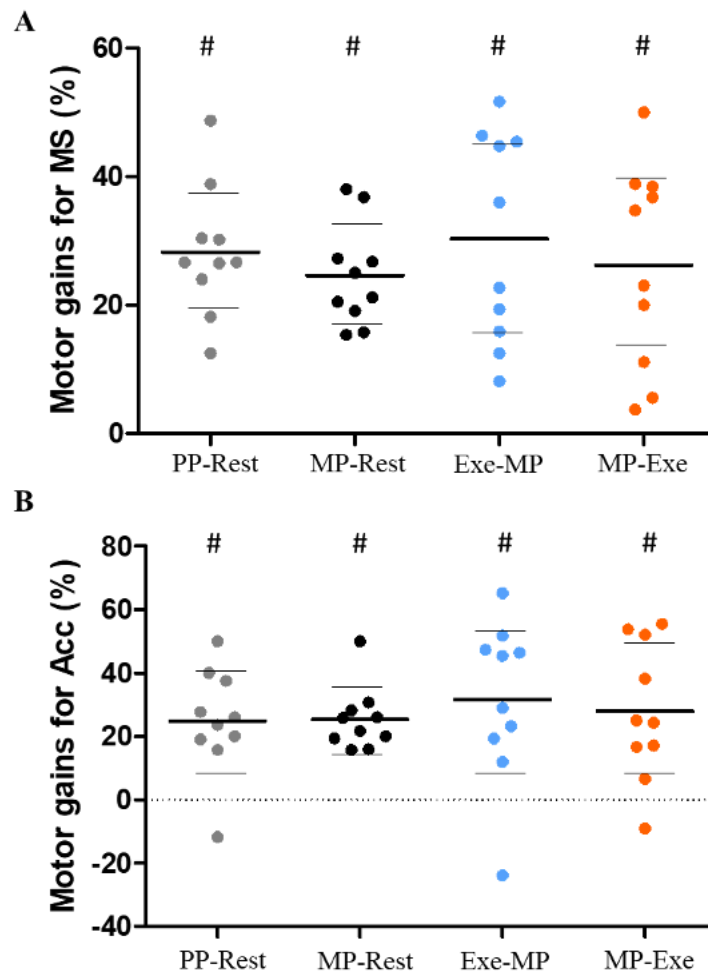 A
# # # #
Motor gains for MS (%)
60
40
20
0
PP-Rest MP-Rest Exe-MP MP-Exe
B
# # # #
Motor gains for Acc (%)
80
60
40
20
0
-20
-40
PP-Rest MP-Rest Exe-MP MP-Exe